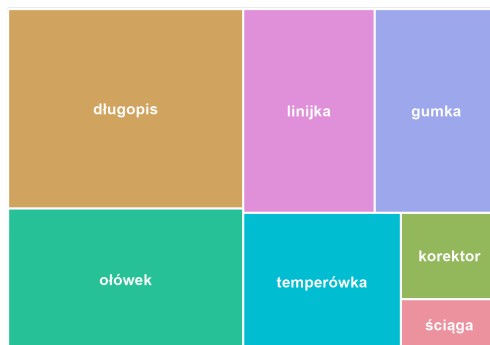 długopis
linijka
gumka
ołówek
temperówka
korektor
ściąga